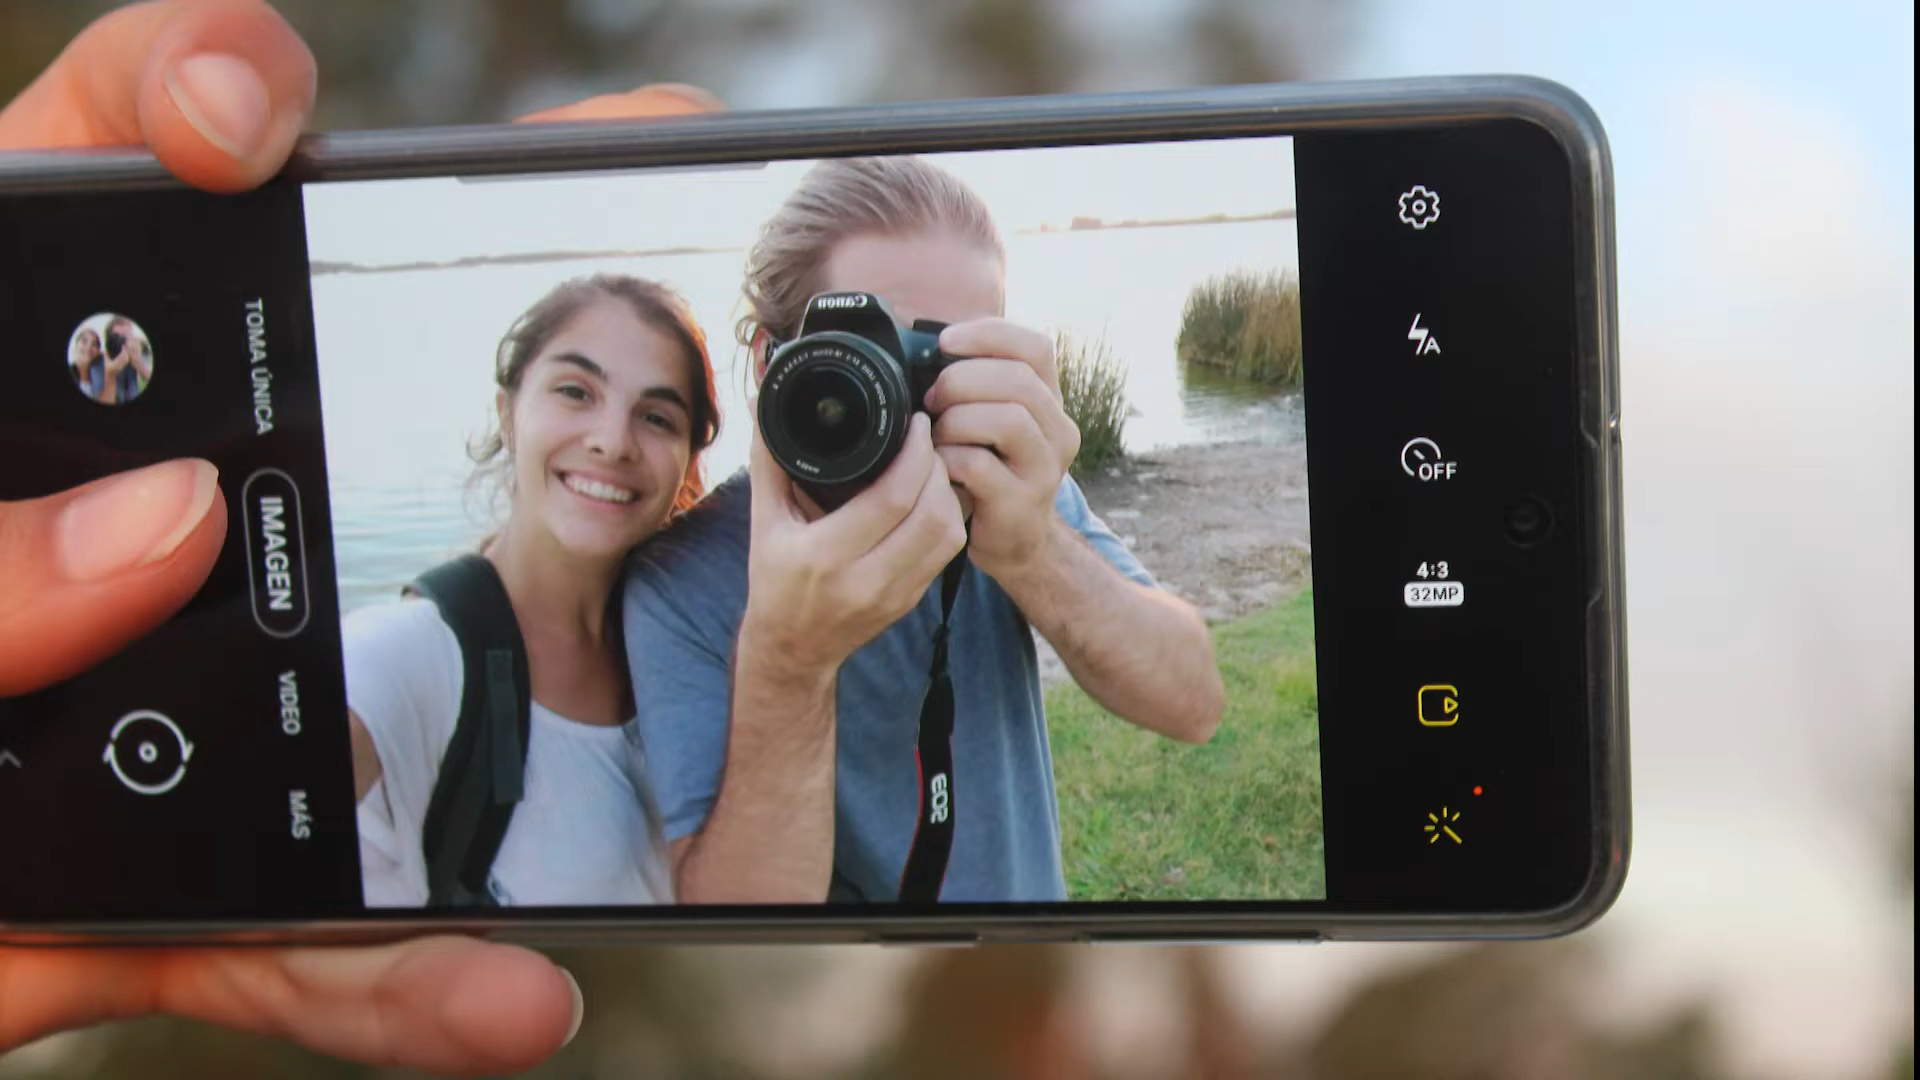 TOMA ÚNICA
IMAGEN
VIDEO
MÁS
Canon
EOS
A
OFF
4:3
32MP